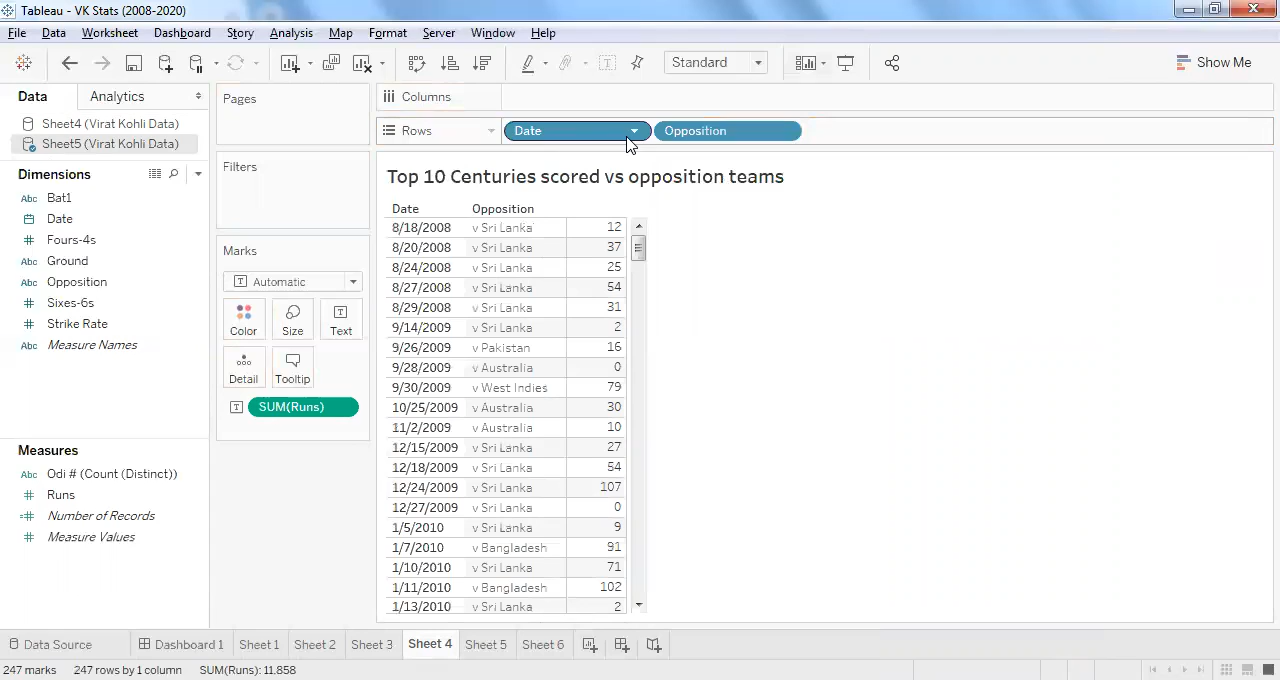 Tableau - VK Stats (2008-2020)
File Data Worksheet Dashboard Story Analysis Map Format Server Window Help
Standard
Show Me
Data Analytics
Sheet4 (Virat Kohli Data)
Sheet5 (Virat Kohli Data)
Dimensions
Abc Bat1
Date
Fours-4s
Abc Ground
Abc Opposition
Sixes-6s
Abc Strike Rate
Abc Measure Names
Measures
Abc Odi # (Count (Distinct))
Runs
Number of Records
Measure Values
Pages
Filters
Marks
Automatic
Color Size Text
Detail Tooltip
SUM(Runs)
Columns
Rows Date Opposition
Top 10 Centuries scored vs opposition teams
Date Opposition
8/18/2008 v Sri Lanka 12
8/20/2008 v Sri Lanka 37
8/24/2008 v Sri Lanka 25
8/27/2008 v Sri Lanka 54
8/29/2008 v Sri Lanka 31
9/14/2009 v Sri Lanka 2
9/26/2009 v Pakistan 16
9/28/2009 v Australia 0
9/30/2009 v West Indies 79
10/25/2009 v Australia 30
11/2/2009 v Australia 10
12/15/2009 v Sri Lanka 27
12/18/2009 v Sri Lanka 54
12/24/2009 v Sri Lanka 107
12/27/2009 v Sri Lanka 0
1/5/2010 v Sri Lanka 9
1/7/2010 v Bangladesh 91
1/10/2010 v Sri Lanka 71
1/11/2010 v Bangladesh 102
1/13/2010 v Sri Lanka 2
Data Source Dashboard 1 Sheet 1 Sheet 2 Sheet 3 Sheet 4 Sheet 5 Sheet 6
247 marks 247 rows by 1 column SUM(Runs): 11,858